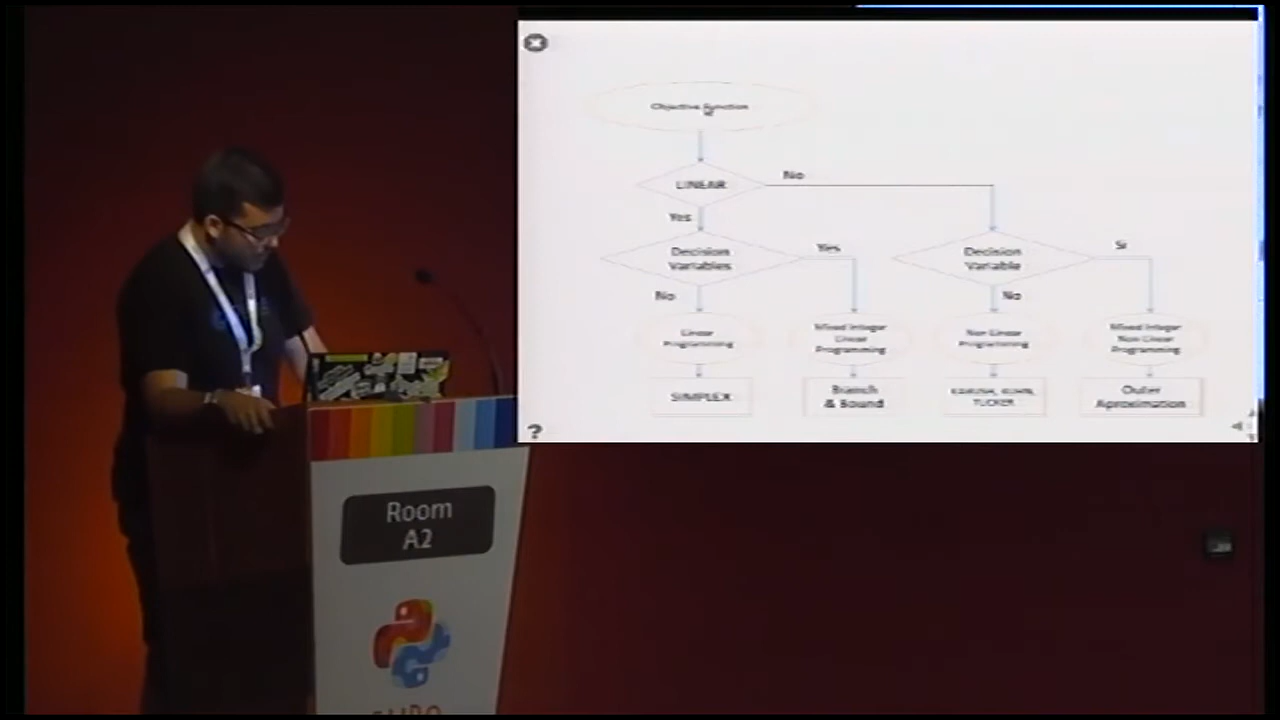 Objective Function
LINEAR
No
Yes
Decision
Variables
Yes
Decision
Variable
Si
No
No
Linear
Programming
Mixed Integer
Linear
Programming
Non Linear
Programming
Mixed Integer
Non Linear
Programming
SIMPLEX
Branch
& Bound
KARUSH, KUHN,
TUCKER
Outer
Aproximation
?
Room
A2